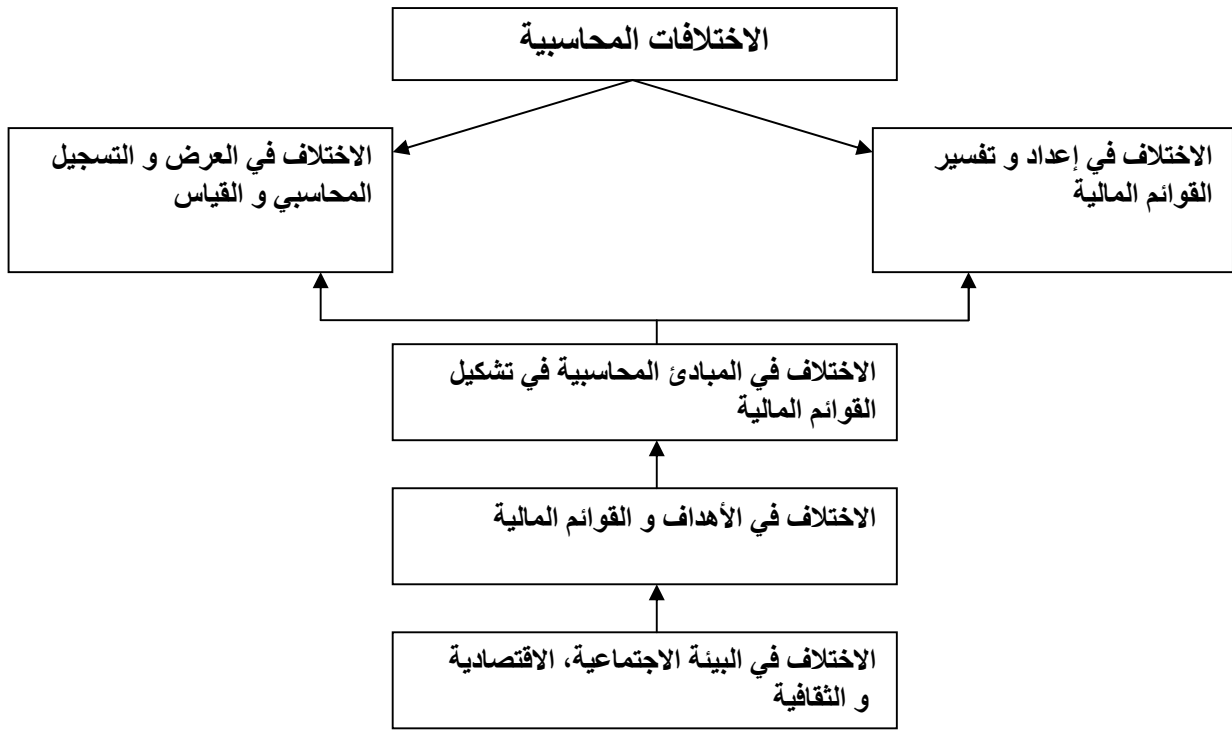 الاختلافات المحاسبية
الاختلاف في إعداد و تفسير
القوائم المالية
الاختلاف في العرض و التسجيل
المحاسبي و القياس
الاختلاف في المبادئ المحاسبية في تشكيل
القوائم المالية
الاختلاف في الأهداف و القوائم المالية
الاختلاف في البيئة الاجتماعية، الاقتصادية
و الثقافية